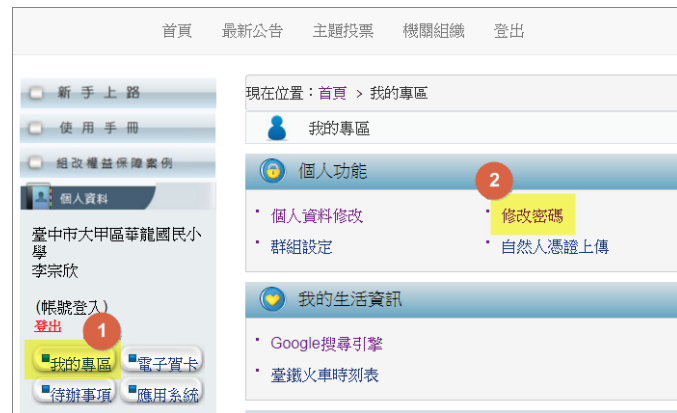 首頁 最新公告 主題投票 機關組織 登出
新手上路
使用手冊
組改權益保障案例
個人資料
臺中市大甲區華龍國民小
學
李宗欣
(帳號登入)
登出
1
我的專區 電子賀卡
待辦事項 應用系統
現在位置：首頁 > 我的專區
我的專區
個人功能
2
個人資料修改 修改密碼
群組設定 自然人憑證上傳
我的生活資訊
Google搜尋引擎
臺鐵火車時刻表